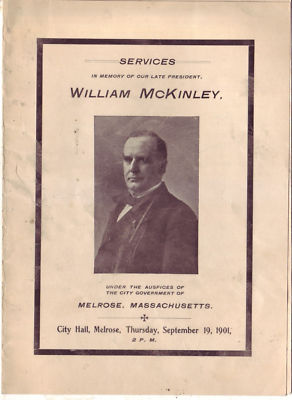 SERVICES
IN MEMORY OF OUR LATE PRESIDENT,
WILLIAM McKINLEY.
UNDER THE AUSPICES OF
THE CITY GOVERNMENT OF
MELROSE, MASSACHUSETTS.
City Hall, Melrose, Thursday, September 19, 1901,
2 P. M.